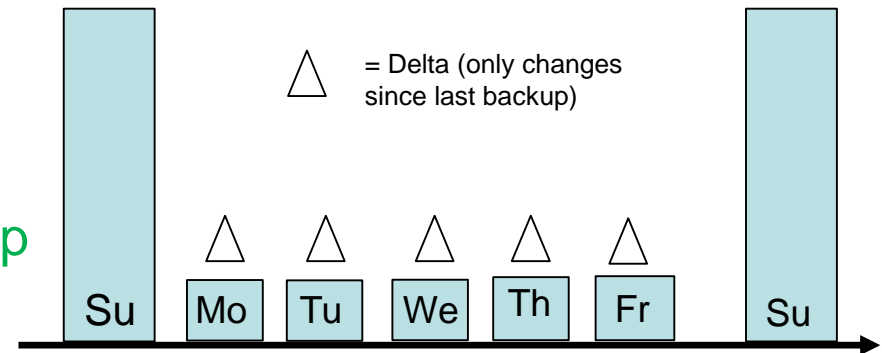 = Delta (only changes
since last backup)
p
Su Mo Tu We Th Fr Su